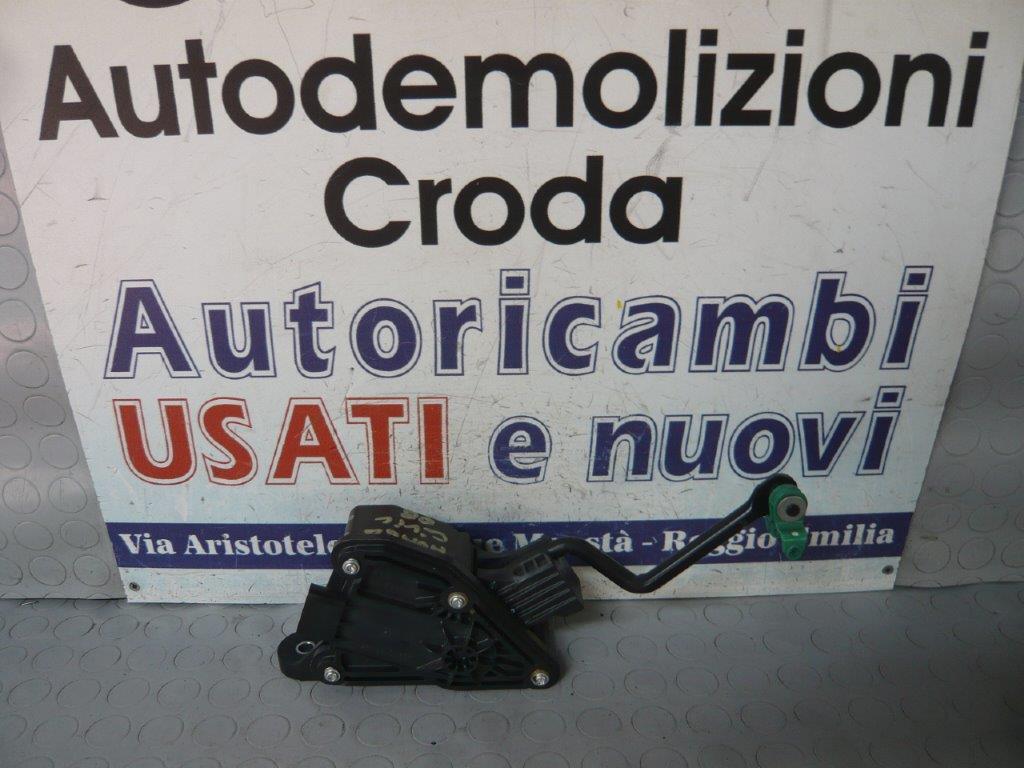 Autodemolizioni
Croda
Autoricambi
USATI e nuovi
Via Aristotele - Reggio Emilia